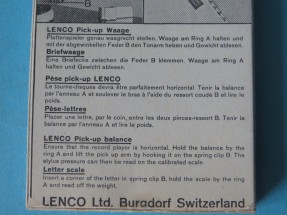 LENCO Pick-up Waage
Plattenspieler genau waagrecht stellen. Waage am Ring A halten und
mit der abgewinkelten Feder B den Tonarm heben und Gewicht ablesen.
Briefwaage
Eine Briefecke zwischen die Feder B klemmen. Waage am Ring A
halten und Gewicht ablesen.
Pèse pick-up LENCO
Le tourne-disques devra être parfaitement horizontal. Tenir la balance
par l'anneau A et soulever le bras à l'aide du ressort coudé B et lire le
poids.
Pèse-lettres
Placer une lettre, par le coin, entre les deux pinces-ressort B. Tenir la
balance par l'anneau A et lire le poids.
LENCO Pick-up balance
Ensure that the record player is horizontal. Hold the balance by the
ring A and lift the pick up arm by hooking it on the spring clip B. The
stylus pressure can then be read on the calibrated scale.
Letter scale
Insert a corner of the letter in spring clip B, hold the scale by the ring
A and read off the weight.
LENCO Ltd. Burgdorf Switzerland